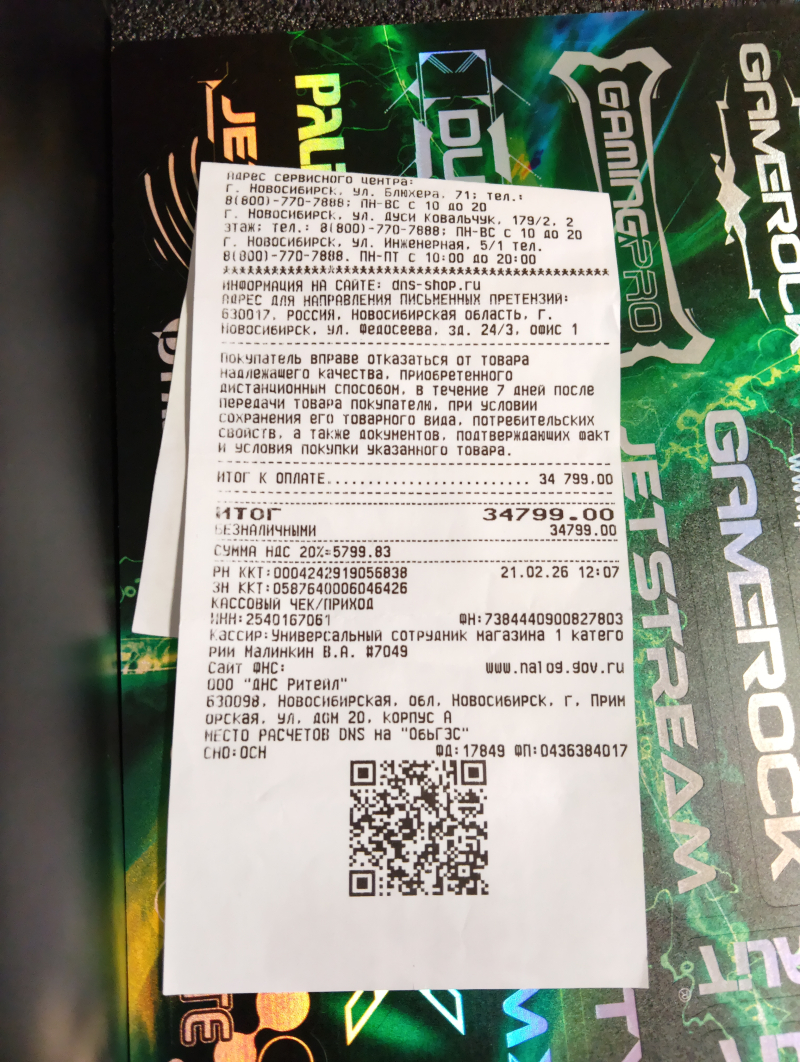 Адрес сервисного центра:
г. Новосибирск, ул. Блюхера, 71; тел.:
8(800)-770-7888; ПН-ВС с 10 до 20
г. Новосибирск, ул. Дуси Ковальчук, 179/2, 2
этаж; тел.: 8(800)-770-7888; ПН-ВС с 10 до 20
г. Новосибирск, ул. Инженерная, 5/1 тел.
8(800)-770-7888. ПН-ПТ с 10:00 до 20:00
ИНФОРМАЦИЯ НА САЙТЕ: dns-shop.ru
АДРЕС ДЛЯ НАПРАВЛЕНИЯ ПИСЬМЕННЫХ ПРЕТЕНЗИЙ:
630017, РОССИЯ, НОВОСИБИРСКАЯ ОБЛАСТЬ, Г.
НОВОСИБИРСК, УЛ. ФЕДОСЕЕВА, ЗД. 24/3, ОФИС 1
Покупатель вправе отказаться от товара
надлежащего качества, приобретенного
дистанционным способом, в течение 7 дней после
передачи товара покупателю, при условии
сохранения его товарного вида, потребительских
свойств, а также документов, подтверждающих факт
и условия покупки указанного товара.
ИТОГ К ОПЛАТЕ............................ 34 799.00
ИТОГ 34799.00
БЕЗНАЛИЧНЫМИ 34799.00
СУММА НДС 20%=5799.83
РН ККТ:0004242919056838 21.02.26 12:07
ЗН ККТ:0587640006046426
КАССОВЫЙ ЧЕК/ПРИХОД
ИНН:2540167061 ФН:7384440900827803
Кассир:Универсальный сотрудник магазина 1 катего
рии Малинкин В.А. #7049
Сайт ФНС: www.nalog.gov.ru
ООО "ДНС Ритейл"
630098, Новосибирская, обл, Новосибирск, г, Прим
орская, ул, дом 20, корпус А
МЕСТО РАСЧЕТОВ DNS на "ОбьГЭС"
СНО:ОСН ФД:17849 ФП:0436384017
GAMINGPRO
GAMEROCK
JETSTREAM
GAMEROCK